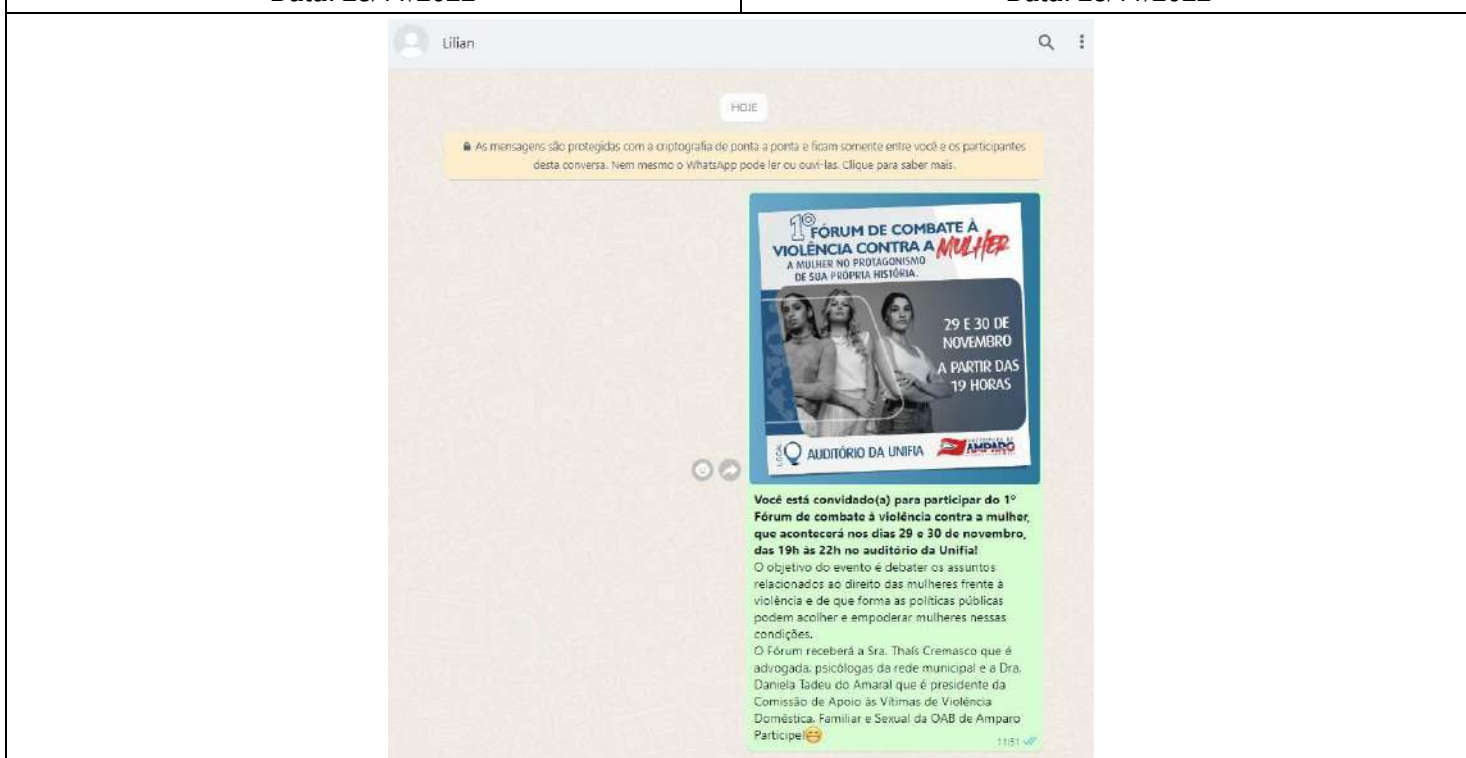 Lilian
HOJE
As mensagens são protegidas com a criptografia de ponta a ponta e ficam somente entre você e os participantes
desta conversa. Nem mesmo o WhatsApp pode ler ou ouvi-las. Clique para saber mais.
1º FÓRUM DE COMBATE À
VIOLÊNCIA CONTRA A MULHER
A MULHER NO PROTAGONISMO
DE SUA PRÓPRIA HISTÓRIA.
29 E 30 DE
NOVEMBRO
A PARTIR DAS
19 HORAS
LOCAL AUDITÓRIO DA UNIFIA
PREFEITURA DE
AMPARO
Você está convidado(a) para participar do 1º
Fórum de combate à violência contra a mulher,
que acontecerá nos dias 29 e 30 de novembro,
das 19h às 22h no auditório da Unifia!
O objetivo do evento é debater os assuntos
relacionados ao direito das mulheres frente à
violência e de que forma as políticas públicas
podem acolher e empoderar mulheres nessas
condições.
O Fórum receberá a Sra. Thaís Cremasco que é
advogada, psicólogas da rede municipal e a Dra.
Daniela Tadeu do Amaral que é presidente da
Comissão de Apoio às Vítimas de Violência
Doméstica, Familiar e Sexual da OAB de Amparo
Participe!😁
11:51